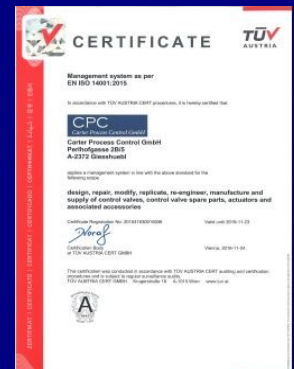 CERTIFICATE
TÜV
AUSTRIA
Management system as per
EN ISO 14001:2015
In accordance with TÜV AUSTRIA CERT procedures, it is hereby certified that
CPC
Carter Process Control GmbH
Carter Process Control GmbH
Perlhofgasse 2B/5
A-2372 Giesshuebl
applies a management system in line with the above standard for the
following scope
design, repair, modify, replicate, re-engineer, manufacture and
supply of control valves, control valve spare parts, actuators and
associated accessories
Certificate Registration No.
Valid until
Certification Body
at TÜV AUSTRIA CERT GMBH
Vienna,
This certification was conducted in accordance with TÜV AUSTRIA CERT auditing and certification
procedures and is subject to regular surveillance audits.
TÜV AUSTRIA CERT GMBH
www.tuv.at